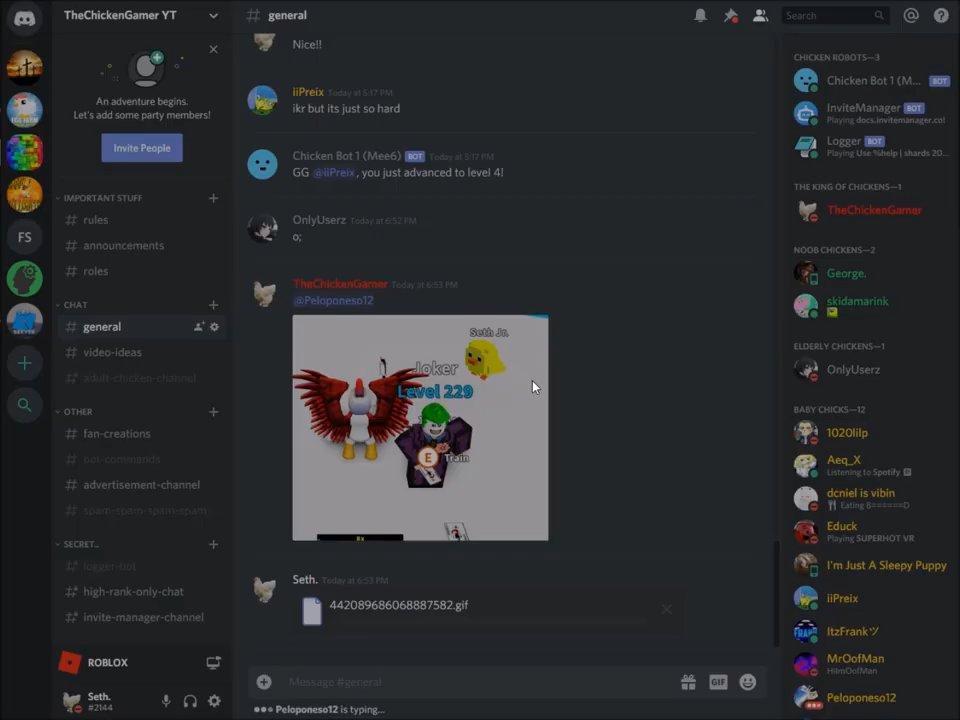 TheChickenGamer YT
An adventure begins.
Let's add some party members!
Invite People
IMPORTANT STUFF
rules
announcements
roles
CHAT
general
video-ideas
adult-chicken-channel
OTHER
fan-creations
bot-commands
advertisement-channel
spam-spam-spam-espam-...
SECRET..
logger-bot
high-rank-only-chat
invite-manager-channel
ROBLOX
Seth.
#2144
FS
# general
Search
Nice!!
iiPreix Today at 5:17 PM
ikr but its just so hard
Chicken Bot 1 (Mee6) BOT Today at 5:17 PM
GG @iiPreix, you just advanced to level 4!
OnlyUserz Today at 6:52 PM
o;
TheChickenGamer Today at 6:53 PM
@Peloponeso12
Seth Jr.
Joker
Level 229
E Train
By
Seth. Today at 6:53 PM
442089686068887582.gif
Message #general
GIF
Peloponeso12 is typing...
CHICKEN ROBOTS—3
Chicken Bot 1 (M... BOT
InviteManager BOT
Playing docs.invitemanager.co!
Logger BOT
Playing Use %help | shards 20...
THE KING OF CHICKENS—1
TheChickenGamer
NOOB CHICKENS—2
George.
skidamarink
ELDERLY CHICKENS—1
OnlyUserz
BABY CHICKS—12
1020lilp
Aeq_X
Listening to Spotify
dcniel is vibin
Eating B======D
Educk
Playing SUPERHOT VR
I'm Just A Sleepy Puppy
iiPreix
ItzFrankツ
MrOofMan
Peloponeso12